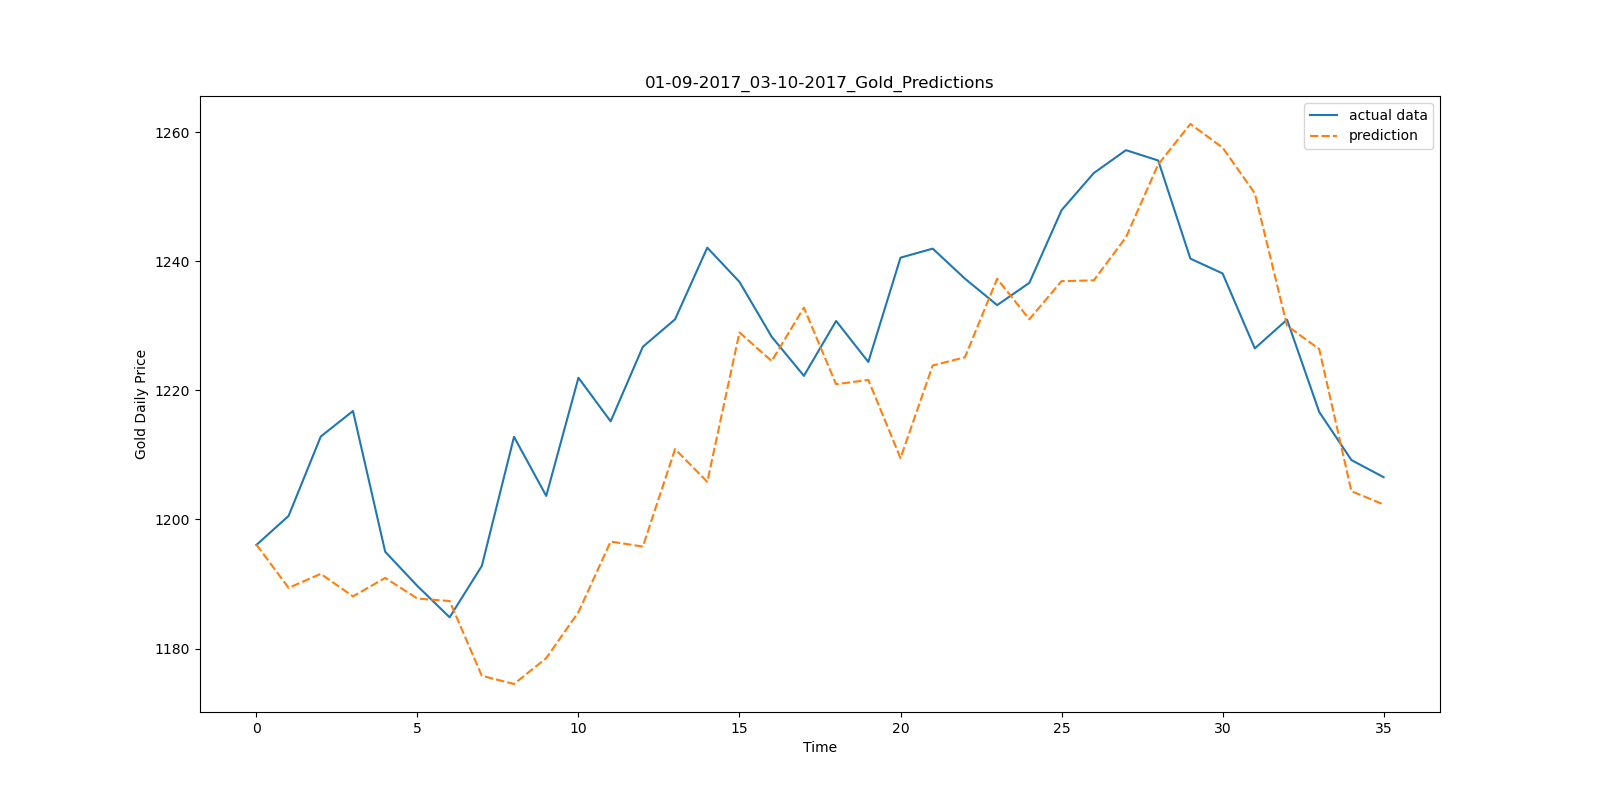 01-09-2017_03-10-2017_Gold_Predictions
actual data
prediction
1260
1240
1220
1200
1180
Gold Daily Price
0 5 10 15 20 25 30 35
Time